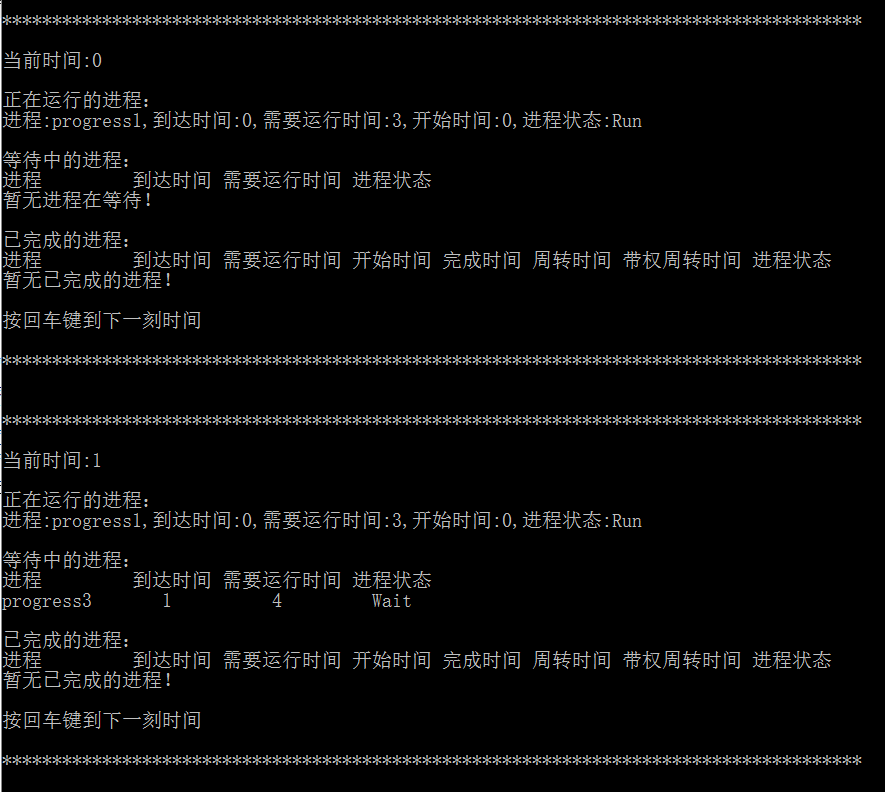 **************************************************************************************
当前时间:0
正在运行的进程:
进程:progress1,到达时间:0,需要运行时间:3,开始时间:0,进程状态:Run
等待中的进程:
进程 到达时间 需要运行时间 进程状态
暂无进程在等待!
已完成的进程:
进程 到达时间 需要运行时间 开始时间 完成时间 周转时间 带权周转时间 进程状态
暂无已完成的进程!
按回车键到下一刻时间
**************************************************************************************
**************************************************************************************
当前时间:1
正在运行的进程:
进程:progress1,到达时间:0,需要运行时间:3,开始时间:0,进程状态:Run
等待中的进程:
进程 到达时间 需要运行时间 进程状态
progress3 1 4 Wait
已完成的进程:
进程 到达时间 需要运行时间 开始时间 完成时间 周转时间 带权周转时间 进程状态
暂无已完成的进程!
按回车键到下一刻时间
**************************************************************************************